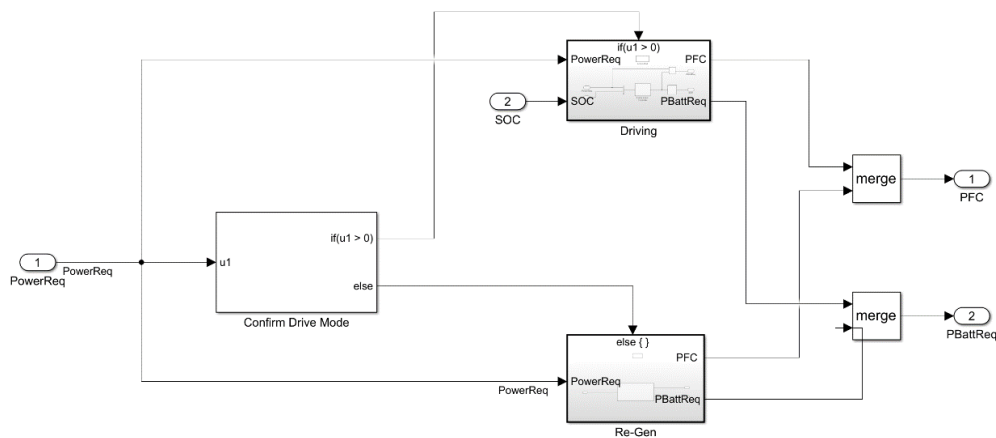 if(u1 > 0)
PowerReq
PFC
2
SOC
SOC
PBattReq
Driving
merge
1
PFC
if(u1 > 0)
1
PowerReq
PowerReq
u1
else
Confirm Drive Mode
merge
2
PBattReq
else { }
PFC
PowerReq
PowerReq
PBattReq
Re-Gen